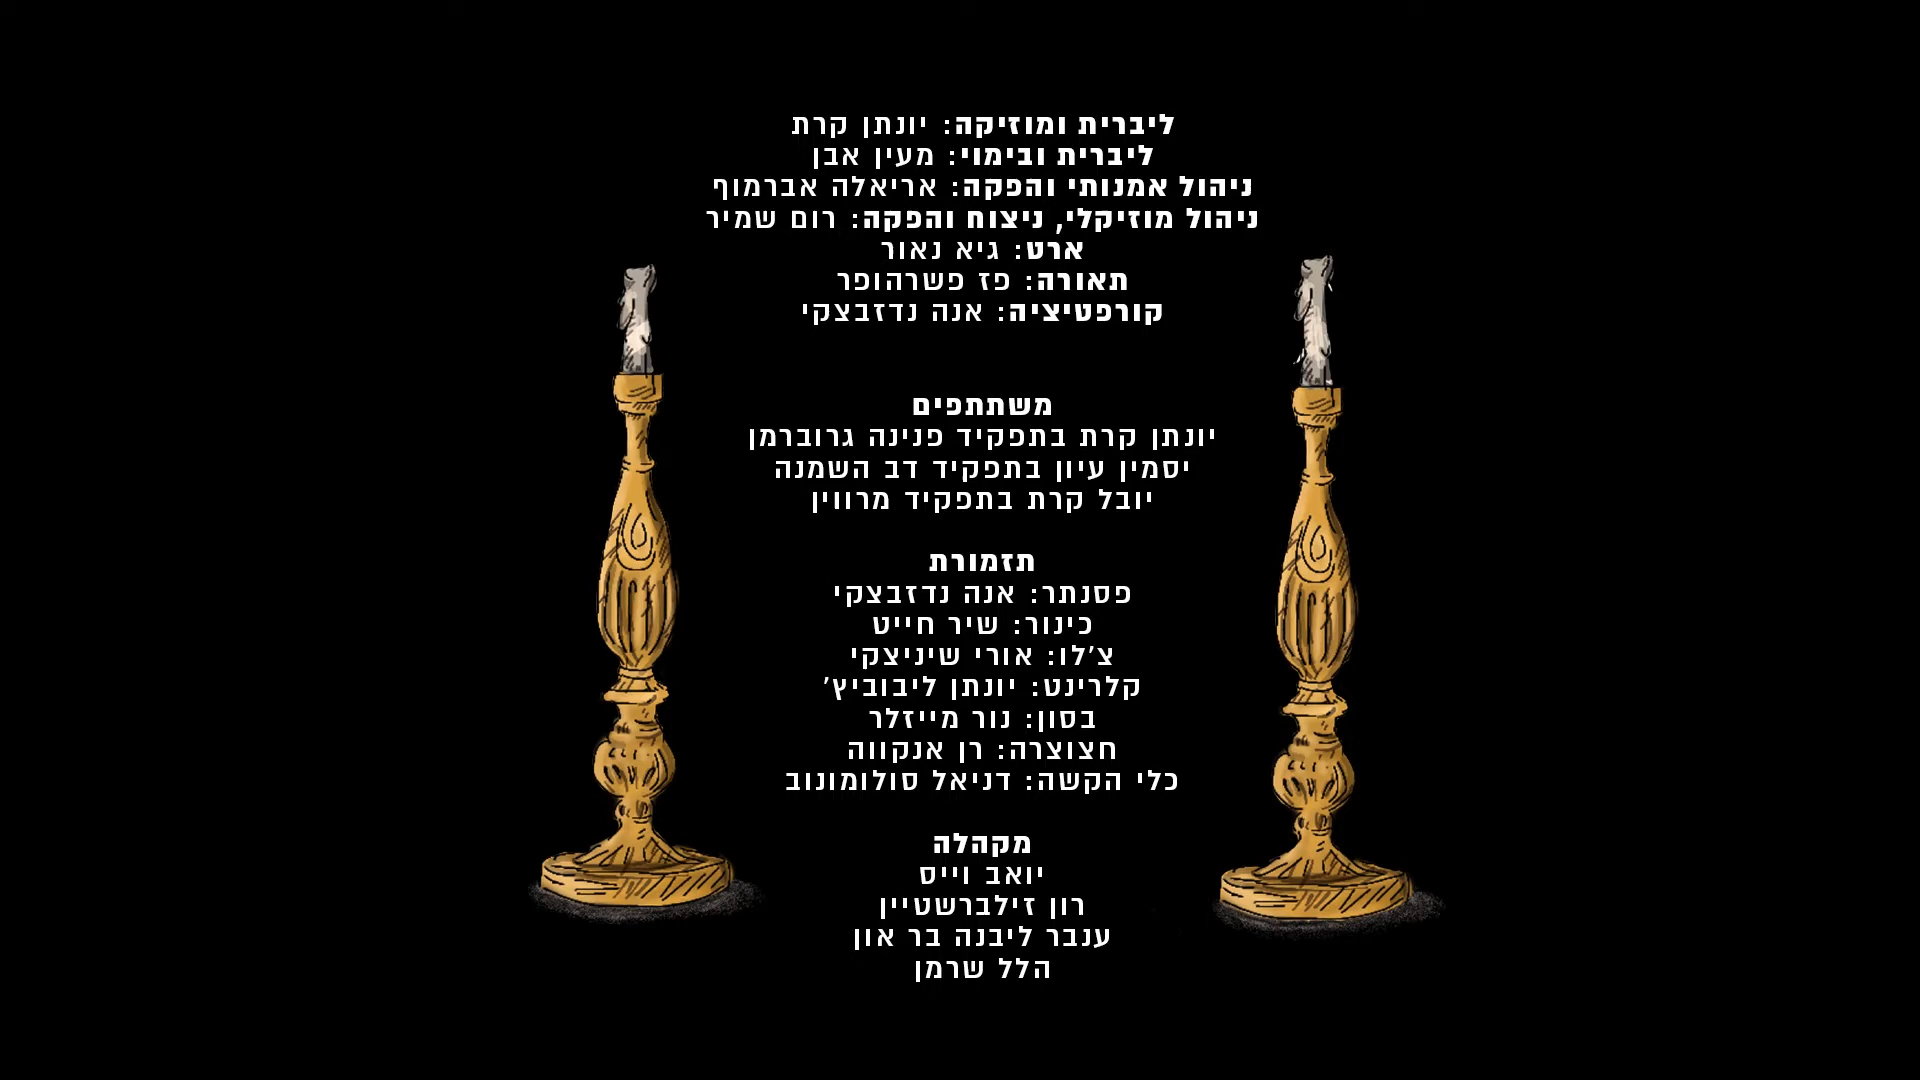 ליברית ומוזיקה: יונתן קרת
ליברית ובימוי: מעין אבן
ניהול אמנותי והפקה: אריאלה אברמוף
ניהול מוזיקלי, ניצוח והפקה: רום שמיר
ארט: גיא נאור
תאורה: פז פשרהופר
קורפטיציה: אנה נדזבצקי
משתתפים
יונתן קרת בתפקיד פנינה גרוברמן
יסמין עיון בתפקיד דב השמנה
יובל קרת בתפקיד מרווין
תזמורת
פסנתר: אנה נדזבצקי
כינור: שיר חייט
צ'לו: אורי שיניצקי
קלרינט: יונתן ליבוביץ'
בסון: נור מייזלר
חצוצרה: רן אנקווה
כלי הקשה: דניאל סולומונוב
מקהלה
יואב וייס
רון זילברשטיין
ענבר ליבנה בר און
הלל שרמן